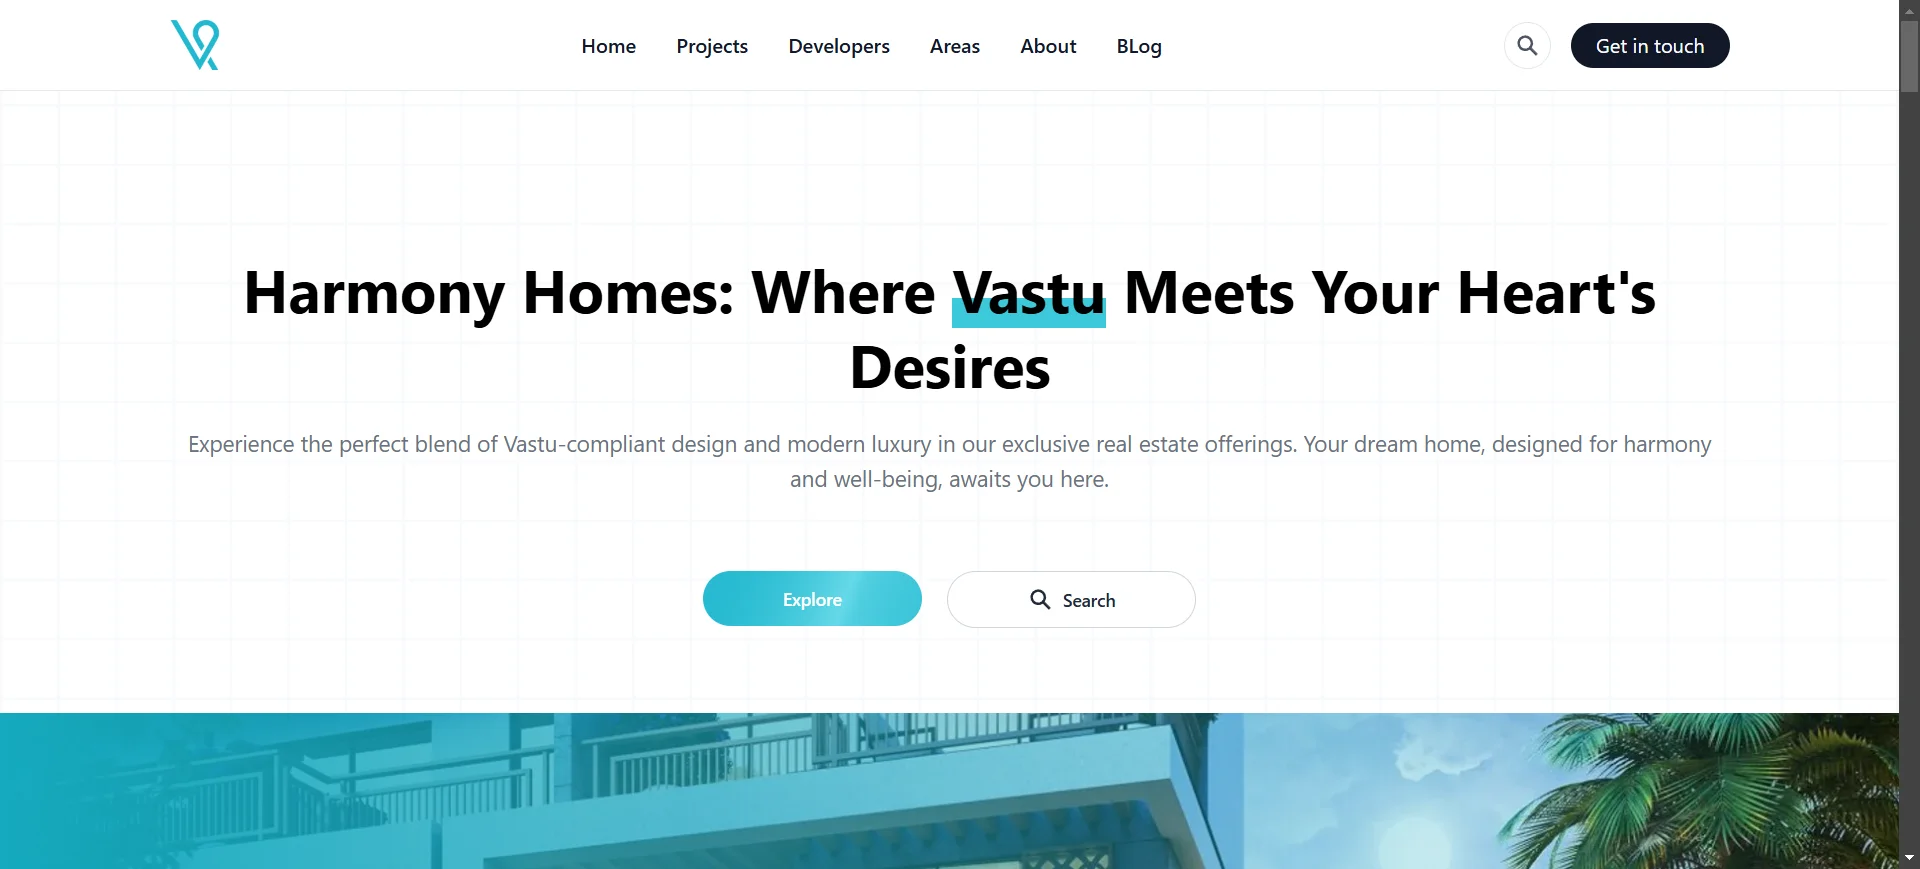 Home Projects Developers Areas About BLog Get in touch
Harmony Homes: Where Vastu Meets Your Heart's
Desires
Experience the perfect blend of Vastu-compliant design and modern luxury in our exclusive real estate offerings. Your dream home, designed for harmony
and well-being, awaits you here.
Explore Search